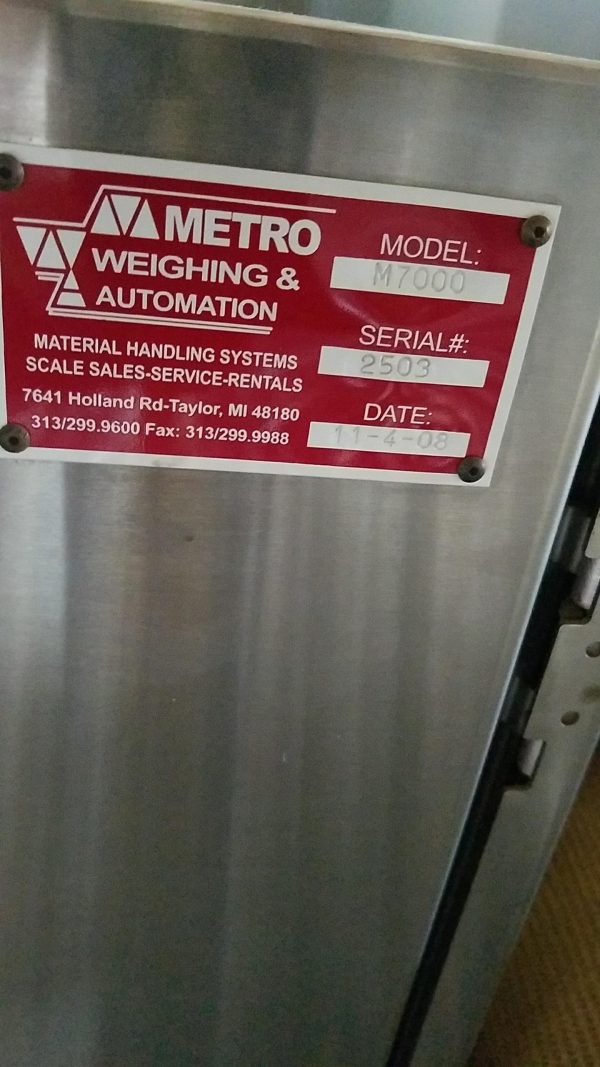 METRO
WEIGHING &
AUTOMATION
MATERIAL HANDLING SYSTEMS
SCALE SALES-SERVICE-RENTALS
7641 Holland Rd-Taylor, MI 48180
313/299.9600 Fax: 313/299.9988
MODEL:
M7000
SERIAL#:
2503
DATE:
11-4-08